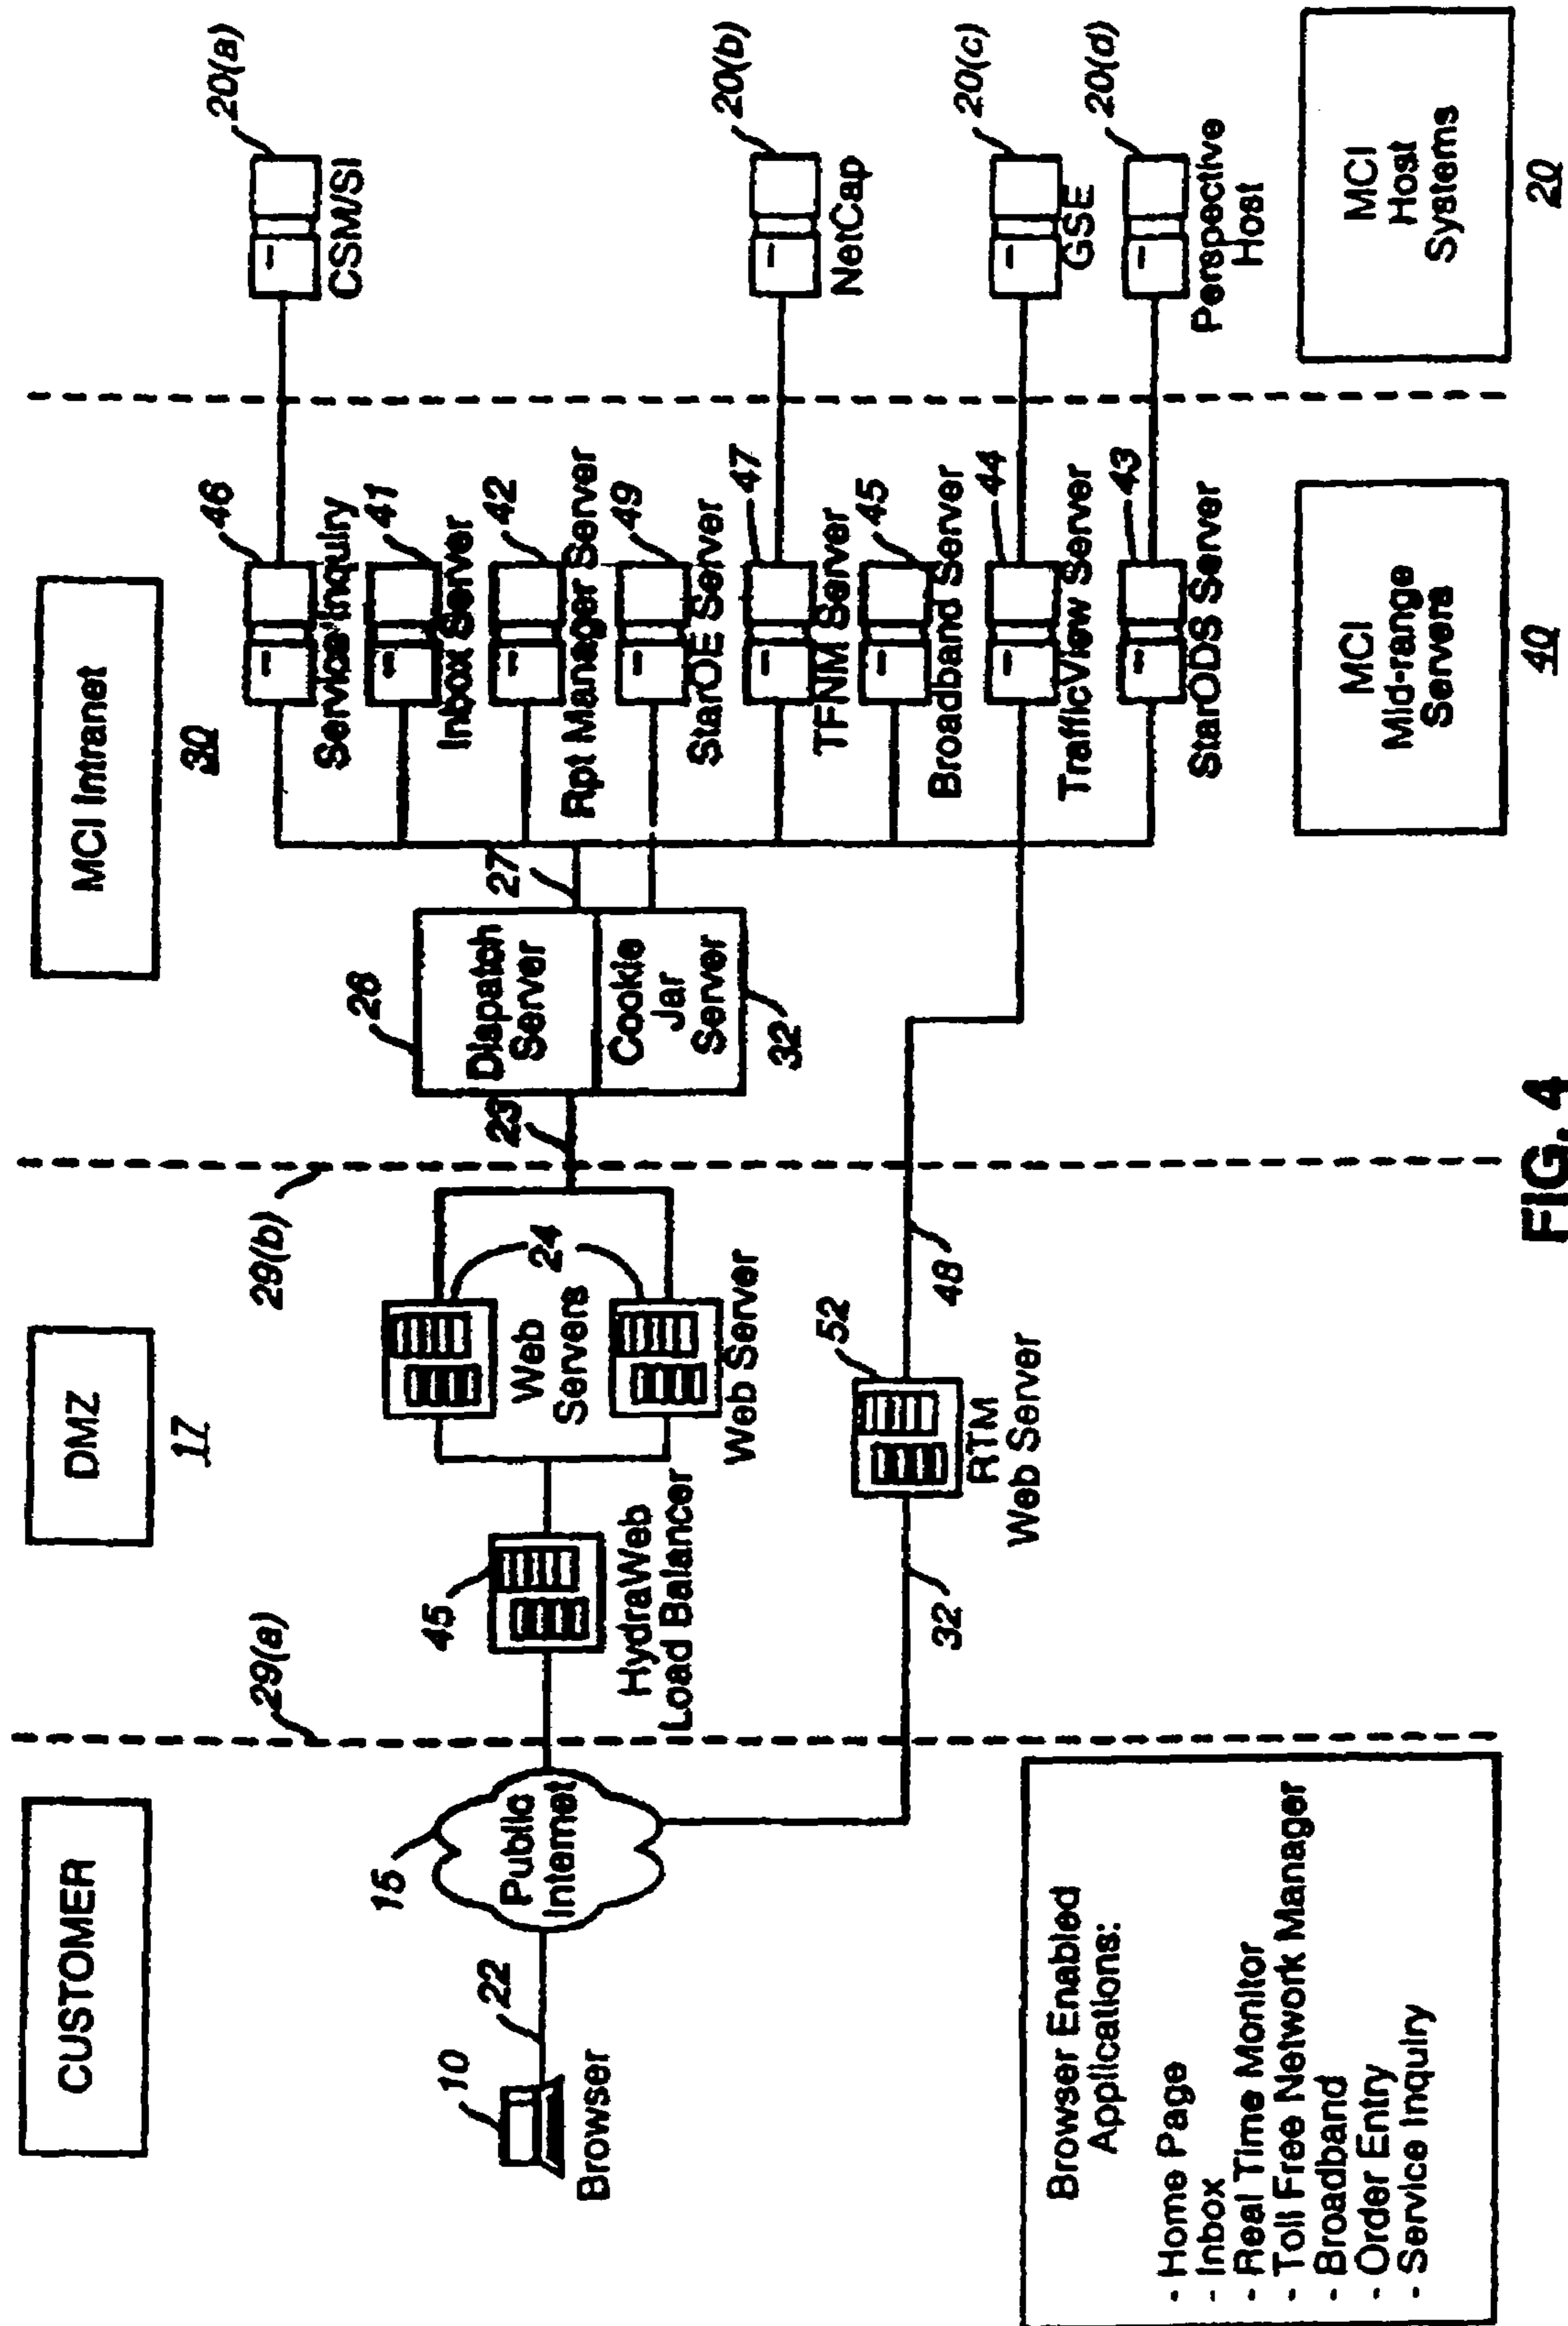 CUSTOMER
DMZ
17
MCI Intranet
30
29(a)
29(b)
10
Browser
22
15
Public
Internet
45
HydraWeb
Load Balancer
24
Web
Servers
Web Server
23
26
Dispatch
Server
Cookie
Jar
Server
32
27
32
52
RTM
Web Server
48
46
Service Inquiry
41
Inbox Server
42
Rpt Manager Server
49
StarOE Server
47
TFNM Server
45
Broadband Server
44
TrafficView Server
43
StarODS Server
20(a)
CSM/SI
20(b)
NetCap
20(c)
GSE
20(d)
Perspective
Host
Browser Enabled
Applications:
- Home Page
- Inbox
- Real Time Monitor
- Toll Free Network Manager
- Broadband
- Order Entry
- Service Inquiry
MCI
Mid-range
Servers
40
MCI
Host
Systems
20
FIG. 4